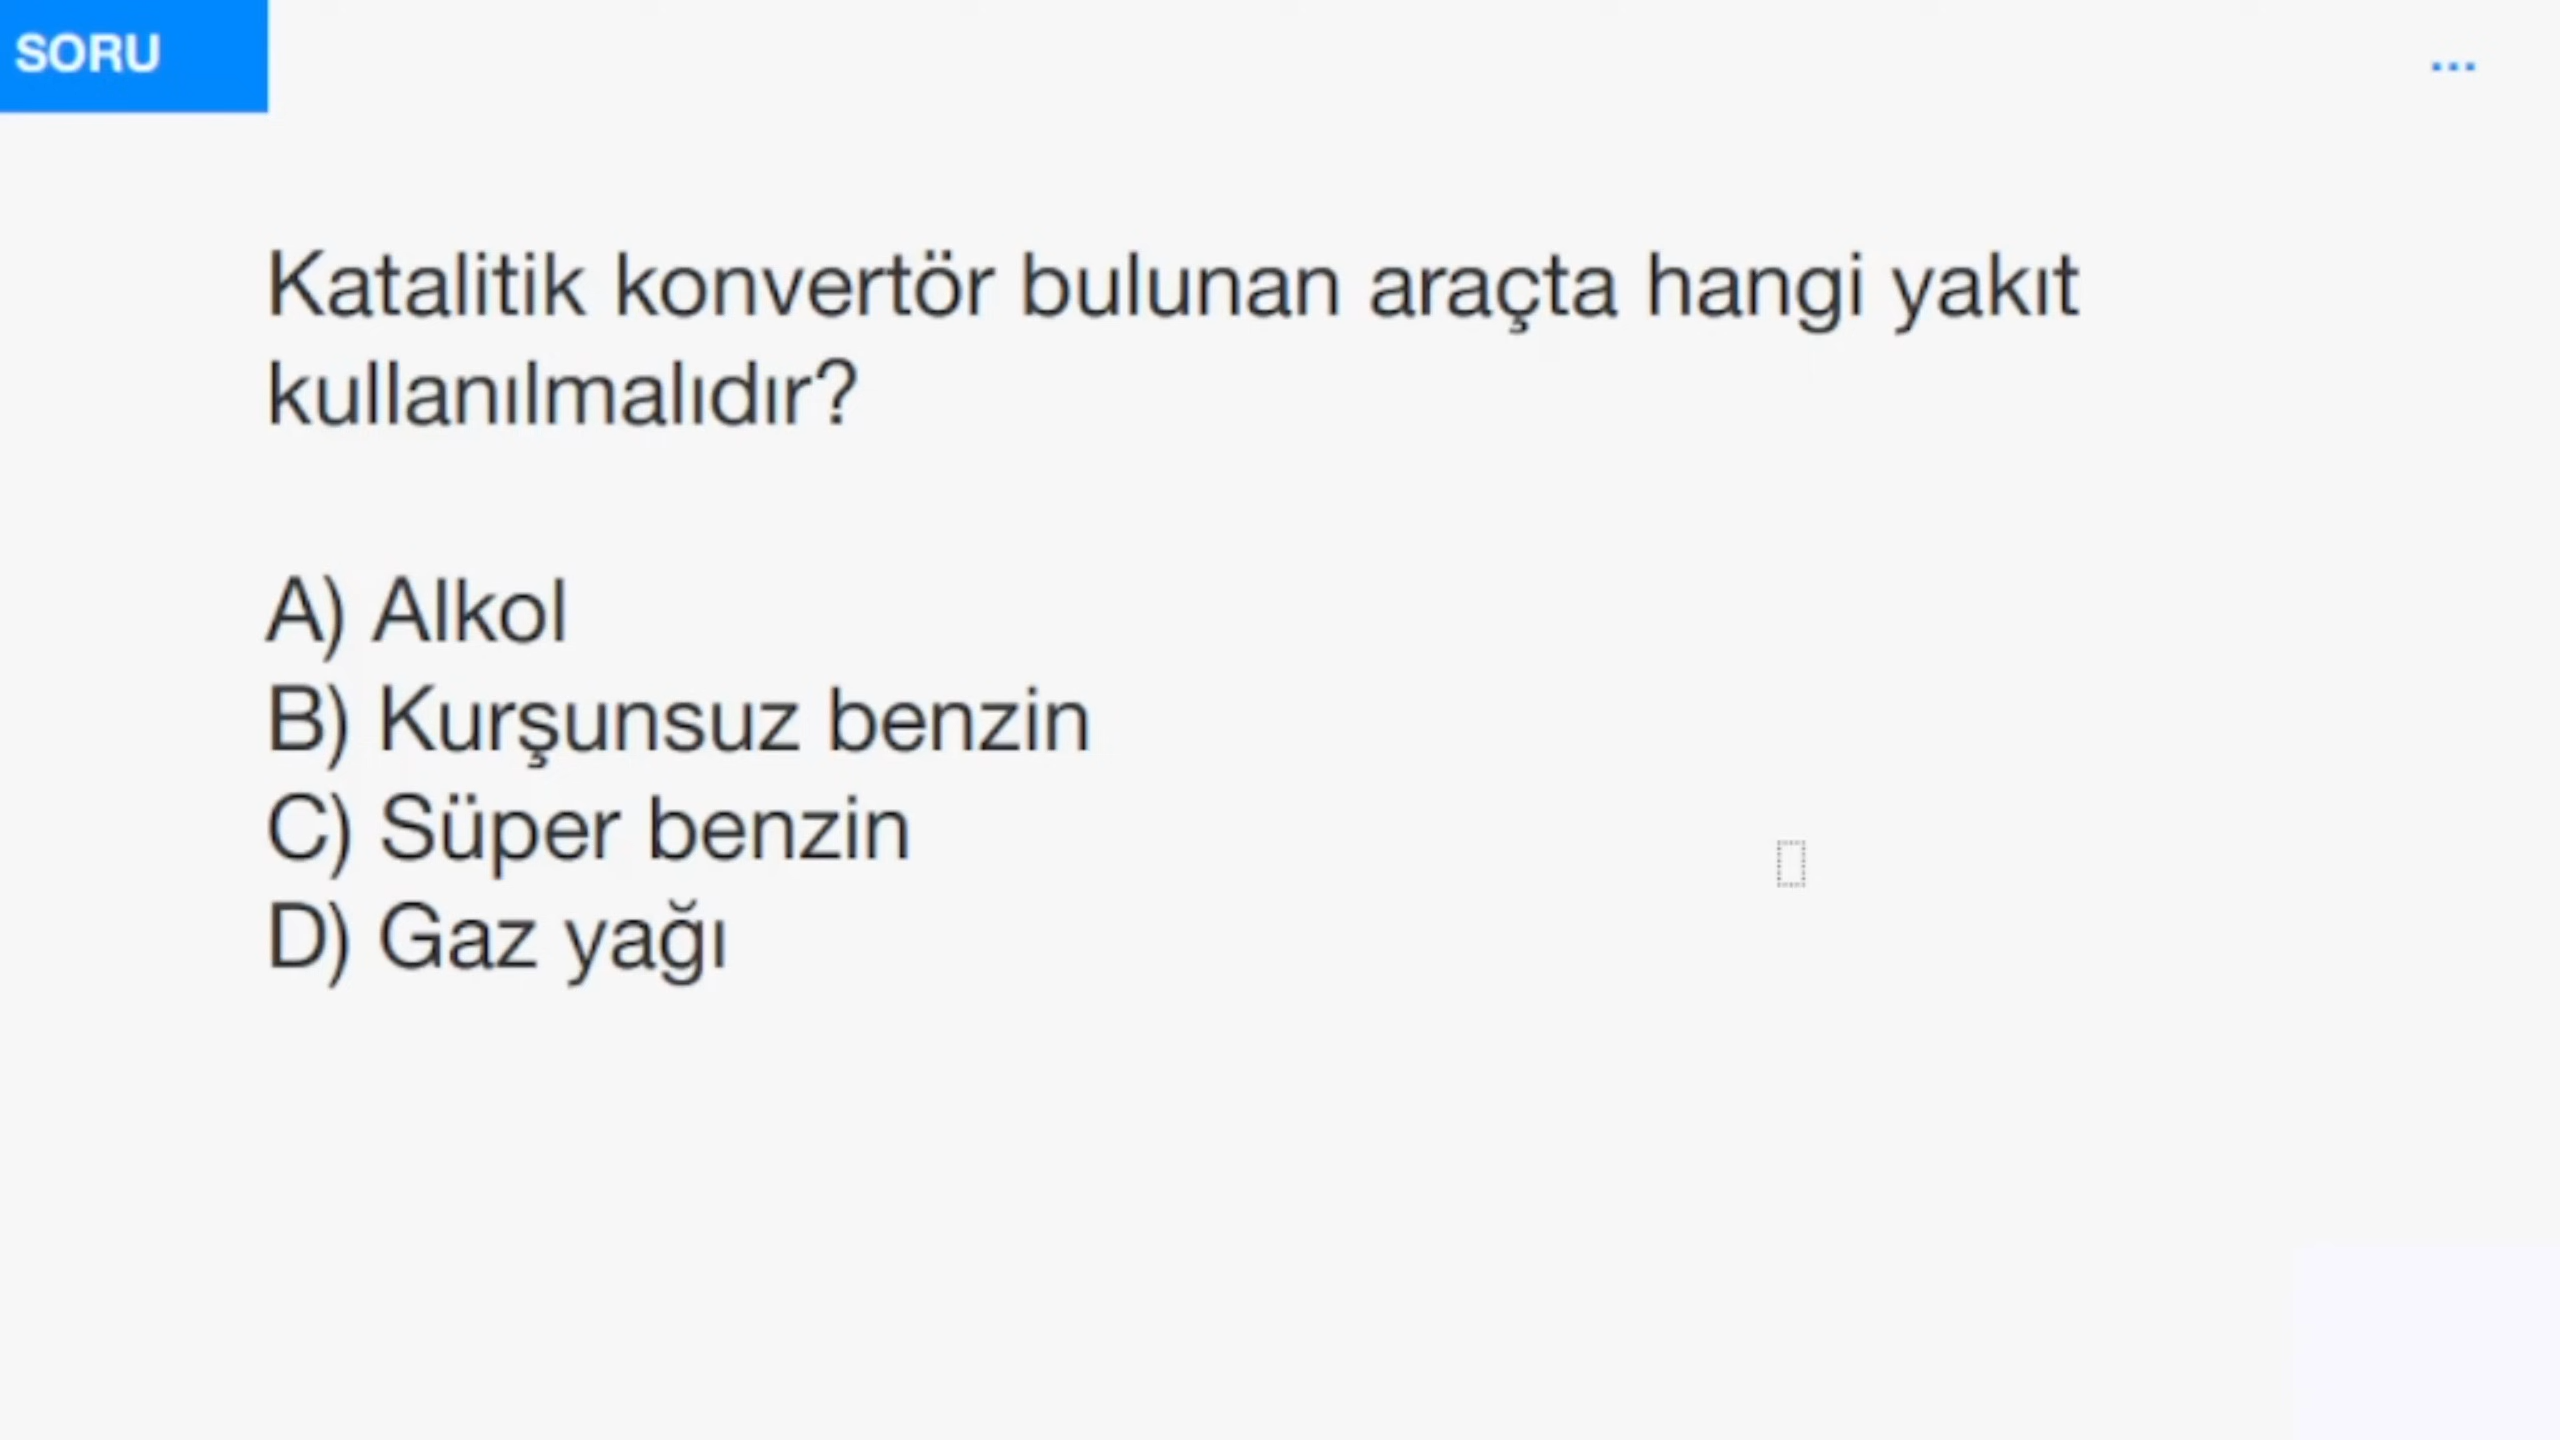 SORU
...
Katalitik konvertör bulunan araçta hangi yakıt
kullanılmalıdır?
A) Alkol
B) Kurşunsuz benzin
C) Süper benzin
D) Gaz yağı